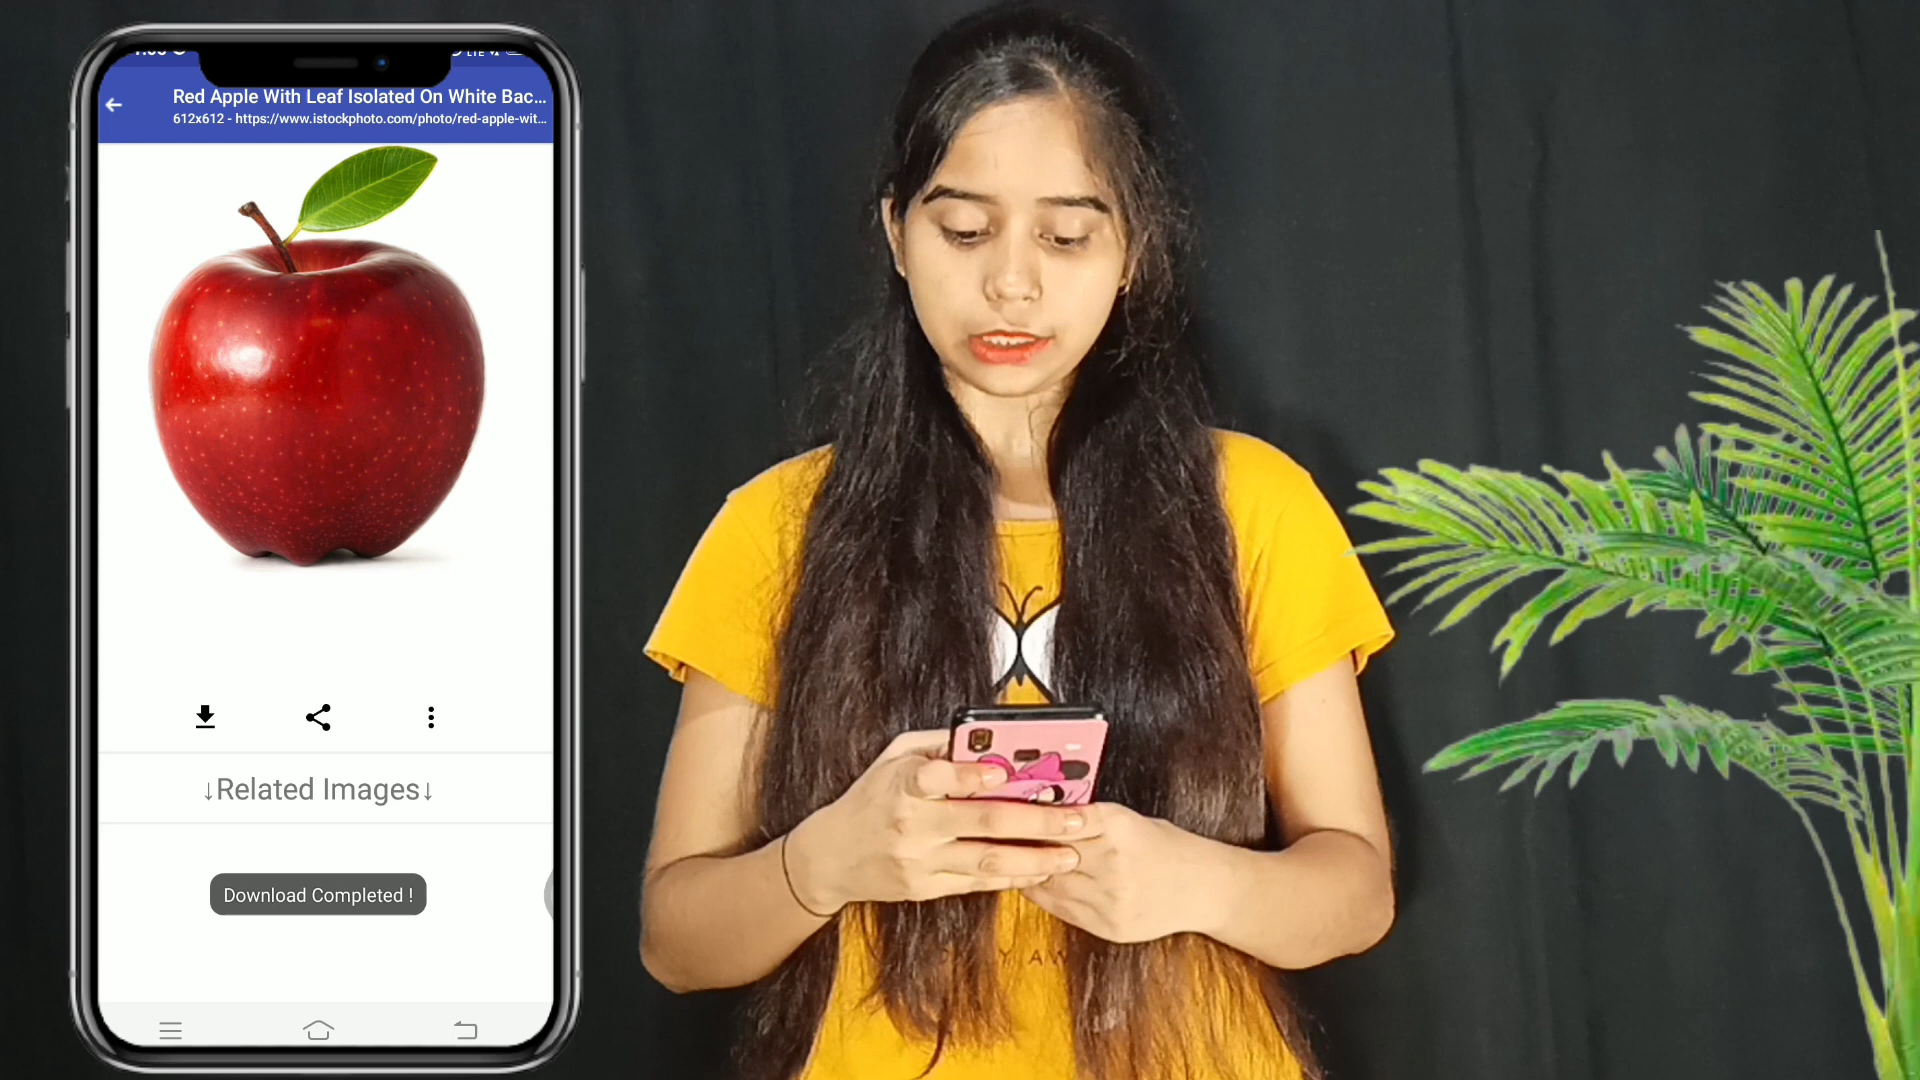 Red Apple With Leaf Isolated On White Bac...
612x612 - https://www.istockphoto.com/photo/red-apple-wit...
↓Related Images↓
Download Completed !